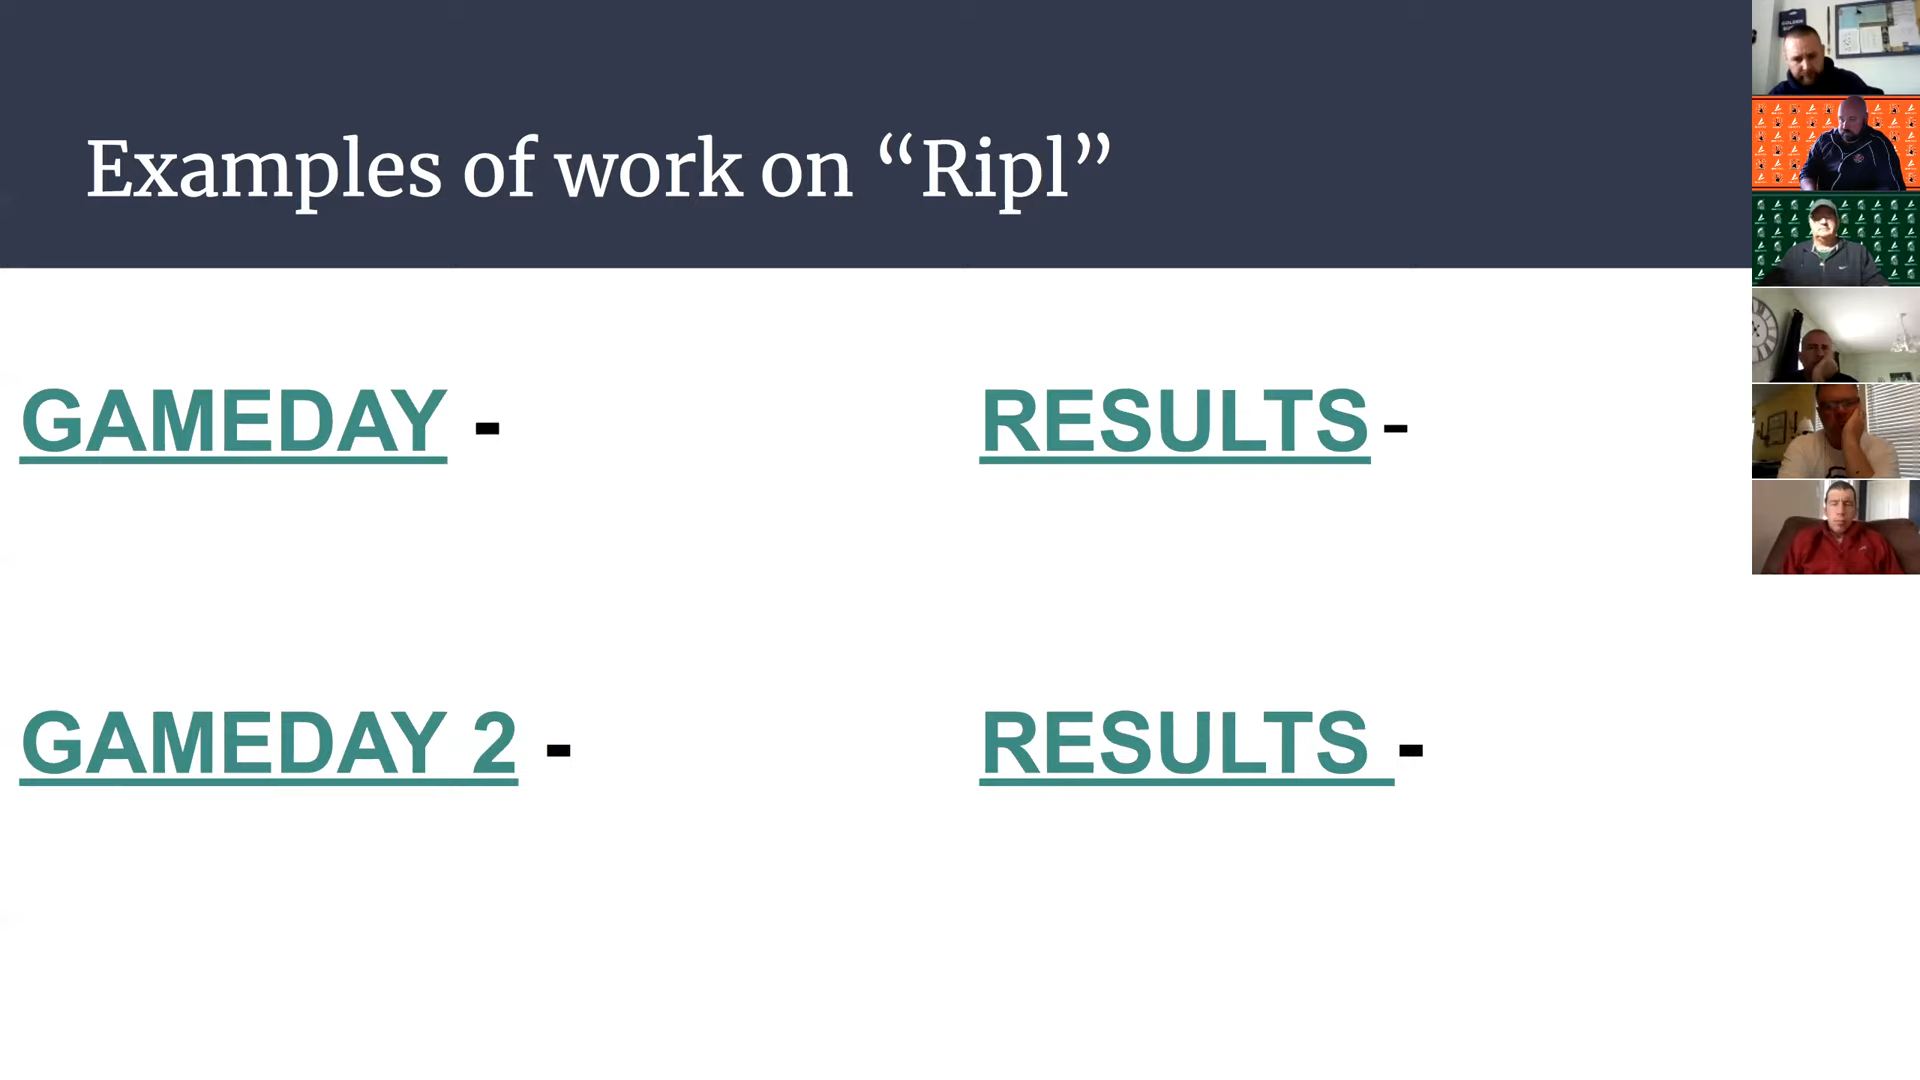 Examples of work on “Ripl”
GAMEDAY -
RESULTS -
GAMEDAY 2 -
RESULTS -